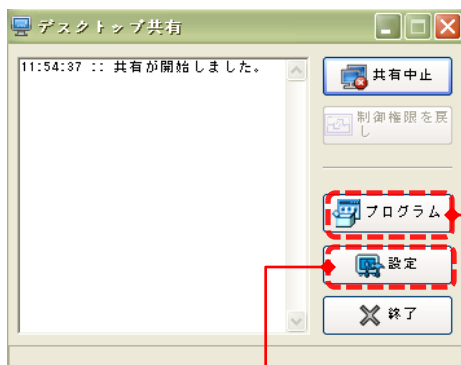 デスクトップ共有
11:54:37 :: 共有が開始しました。
共有中止
制御権限を戻
し
プログラム
設定
終了